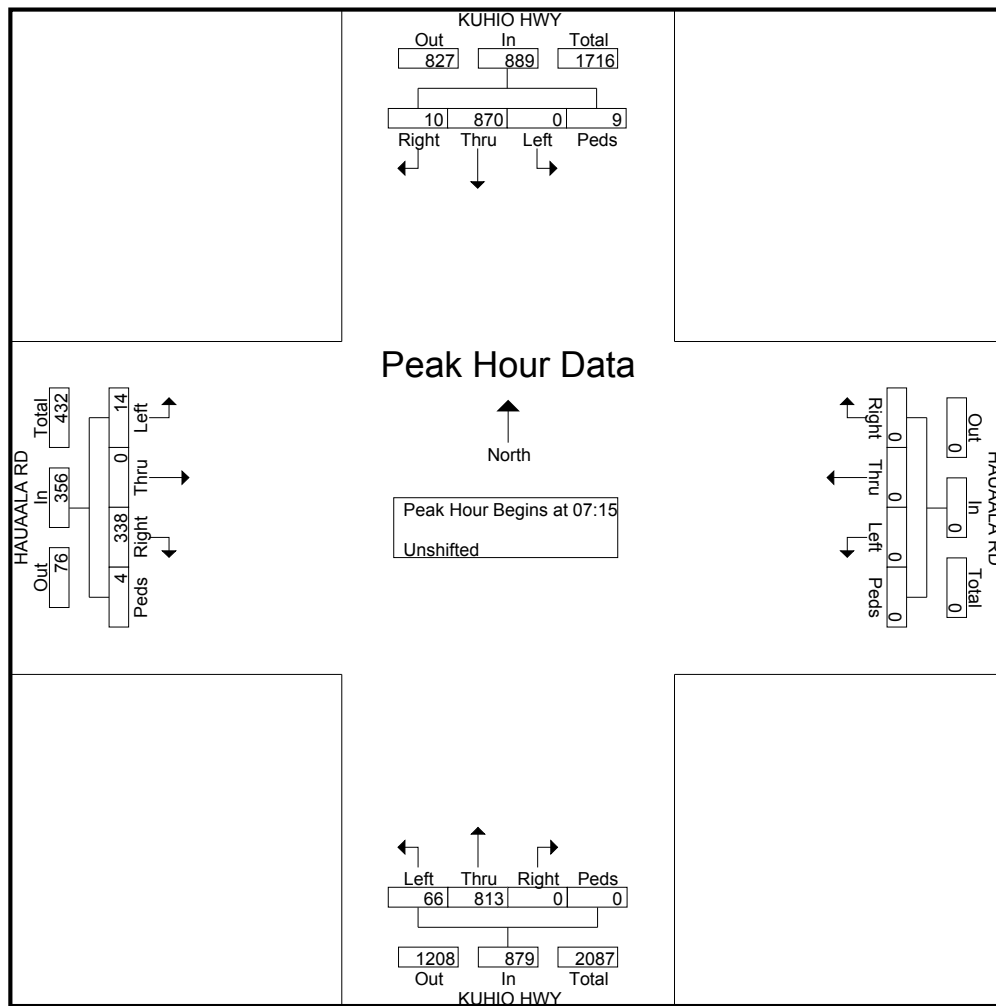 KUHIO HWY
Out In Total
827 889 1716
10 870 0 9
Right Thru Left Peds
Peak Hour Data
North
Peak Hour Begins at 07:15
Unshifted
HAUAALA RD
Total In Out
432 356 76
14 0 338 4
Left Thru Right Peds
Right Thru Left Peds
0 0 0 0
Out In Total
0 0 0
HAUAALA RD
Left Thru Right Peds
66 813 0 0
1208 879 2087
Out In Total
KUHIO HWY